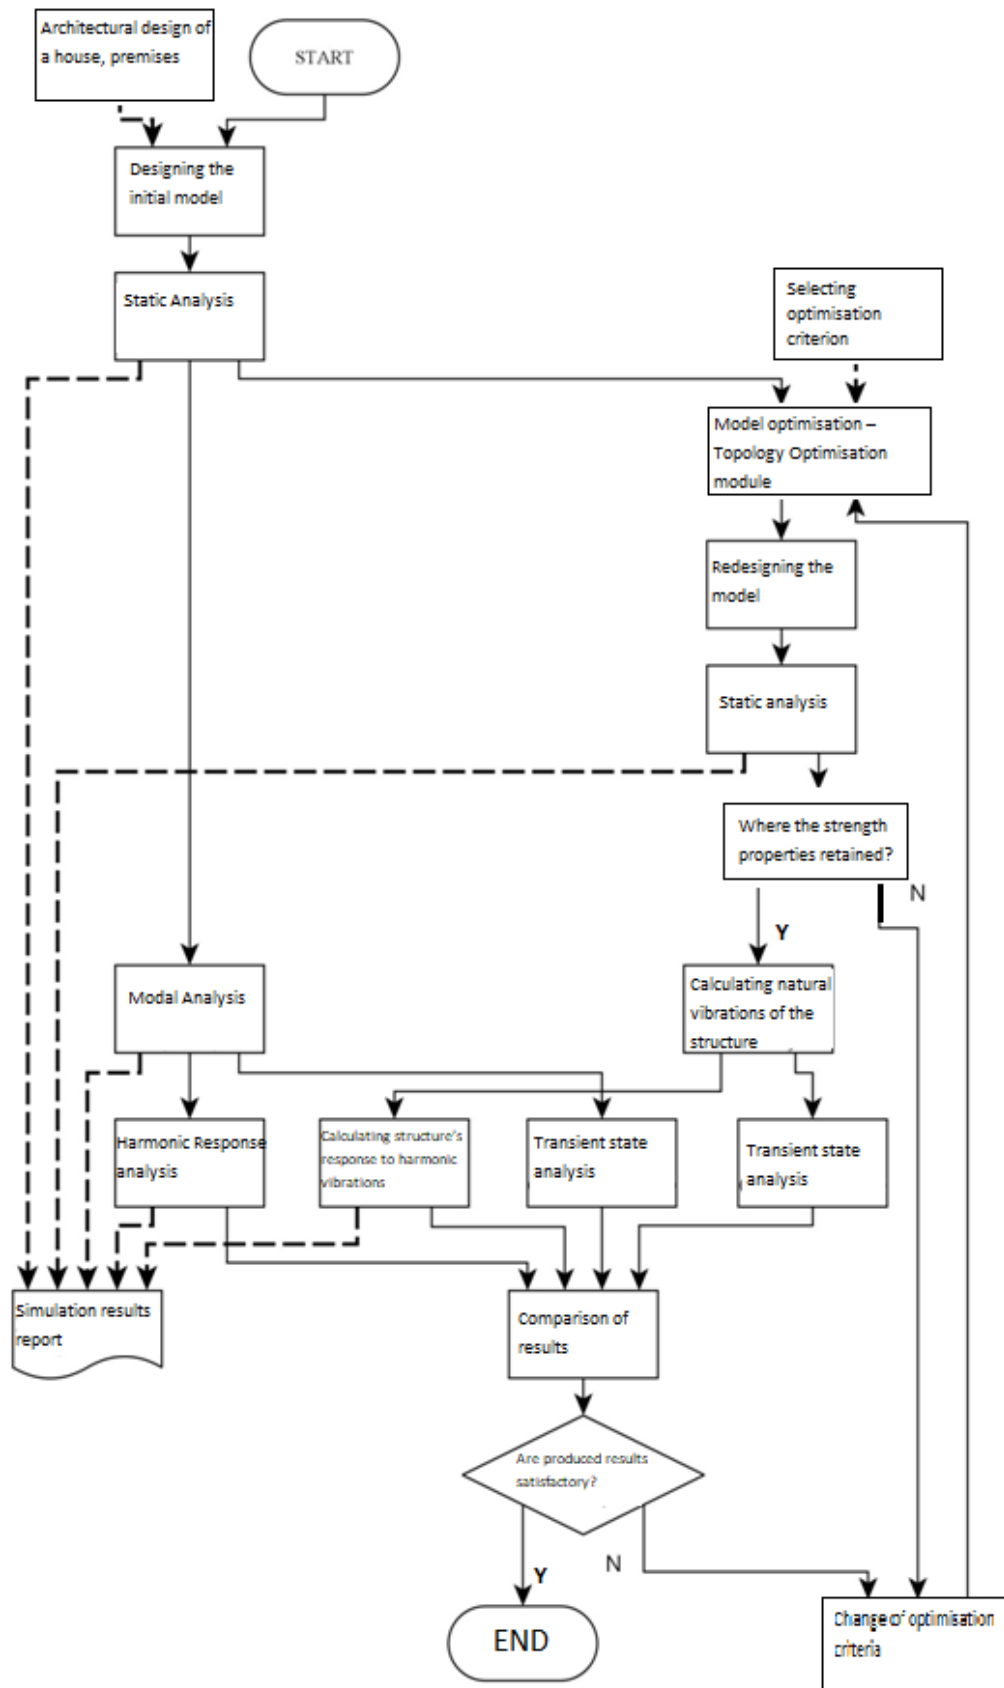 Architectural design of
a house, premises
START
Designing the
initial model
Static Analysis
Selecting
optimisation
criterion
Model optimisation –
Topology Optimisation
module
Redesigning the
model
Static analysis
Where the strength
properties retained?
N
Y
Modal Analysis
Calculating natural
vibrations of the
structure
Harmonic Response
analysis
Calculating structure's
response to harmonic
vibrations
Transient state
analysis
Transient state
analysis
Simulation results
report
Comparison of
results
Are produced results
satisfactory?
Y
N
END
Change of optimisation
criteria